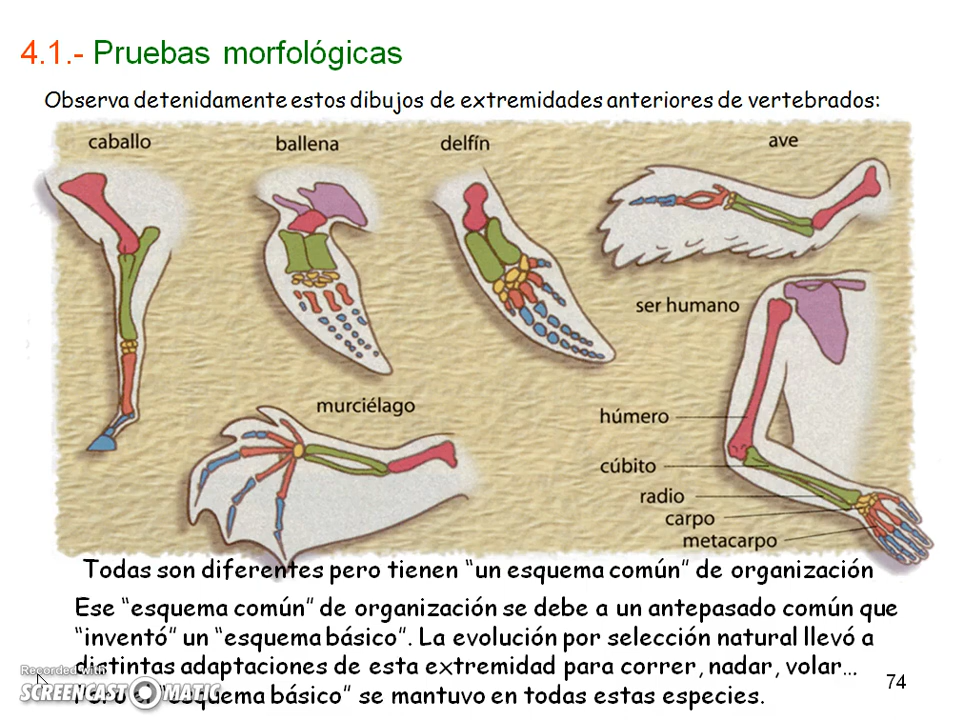 4.1.- Pruebas morfológicas
Observa detenidamente estos dibujos de extremidades anteriores de vertebrados:
caballo
ballena
delfín
ave
ser humano
murciélago
húmero
cúbito
radio
carpo
metacarpo
Todas son diferentes pero tienen “un esquema común” de organización
Ese “esquema común” de organización se debe a un antepasado común que
“inventó” un “esquema básico”. La evolución por selección natural llevó a
distintas adaptaciones de esta extremidad para correr, nadar, volar…
Pero el “esquema básico” se mantuvo en todas estas especies.
74
Recorded with
SCREENCAST-O-MATIC